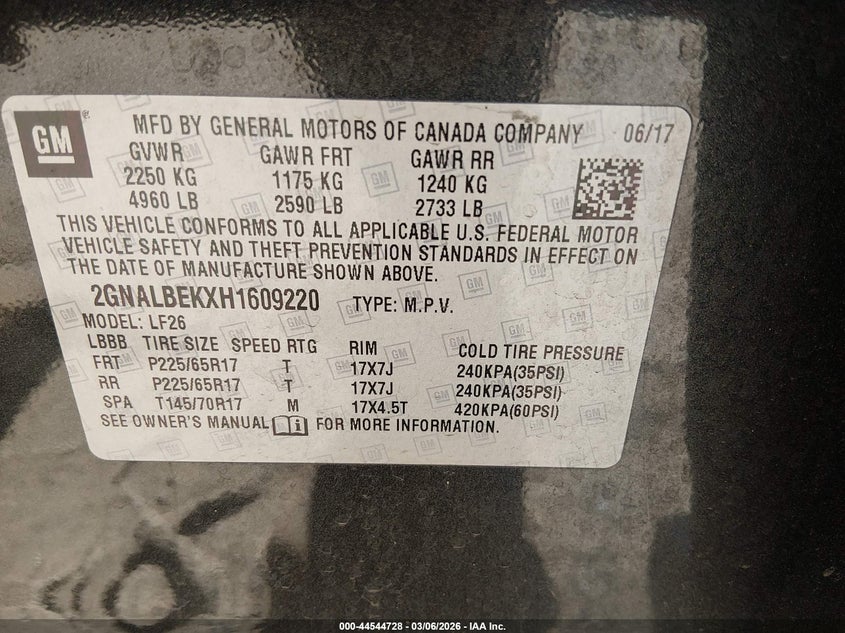 GM ®
MFD BY GENERAL MOTORS OF CANADA COMPANY 06/17
GVWR GAWR FRT GAWR RR
2250 KG 1175 KG 1240 KG
4960 LB 2590 LB 2733 LB
THIS VEHICLE CONFORMS TO ALL APPLICABLE U.S. FEDERAL MOTOR
VEHICLE SAFETY AND THEFT PREVENTION STANDARDS IN EFFECT ON
THE DATE OF MANUFACTURE SHOWN ABOVE.
2GNALBEKXH1609220 TYPE: M.P.V.
MODEL: LF26
LBBB TIRE SIZE SPEED RTG RIM COLD TIRE PRESSURE
FRT P225/65R17 T 17X7J 240KPA(35PSI)
RR P225/65R17 T 17X7J 240KPA(35PSI)
SPA T145/70R17 M 17X4.5T 420KPA(60PSI)
SEE OWNER'S MANUAL i FOR MORE INFORMATION.
000-44544728 - 03/06/2026 - IAA Inc.